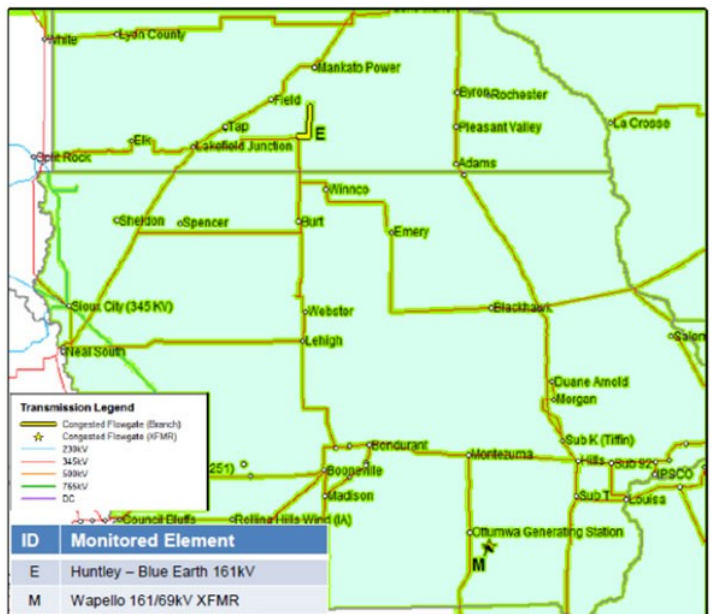 White
Lyon County
Mankato Power
Field
Byron
Rochester
Tap
E
La Crosse
Elk
Pleasant Valley
Split Rock
Lakefield Junction
Adams
Winnco
Sheldon
Spencer
Burt
Emery
Sioux City (345 KV)
Webster
Blackhawk
Lehigh
Salem
Neal South
Duane Arnold
Morgan
Transmission Legend
Congested Flowgate (Branch)
Congested Flowgate (XFMR)
230kV
345kV
500kV
765kV
DC
Sub K (Tiffin)
Bondurant
Montezuma
Hills
Sub 92
251)
Booneville
IPSCO
Madison
Sub T
Louisa
Council Bluffs
Rolling Hills Wind (IA)
Ottumwa Generating Station
M
ID Monitored Element
E Huntley – Blue Earth 161kV
M Wapello 161/69kV XFMR